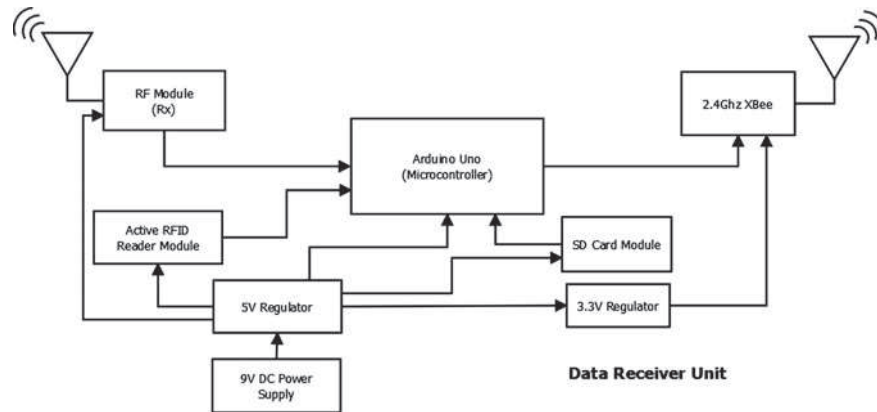 RF Module
(Rx)
2.4Ghz XBee
Arduino Uno
(Microcontroller)
Active RFID
Reader Module
SD Card Module
5V Regulator
3.3V Regulator
9V DC Power
Supply
Data Receiver Unit